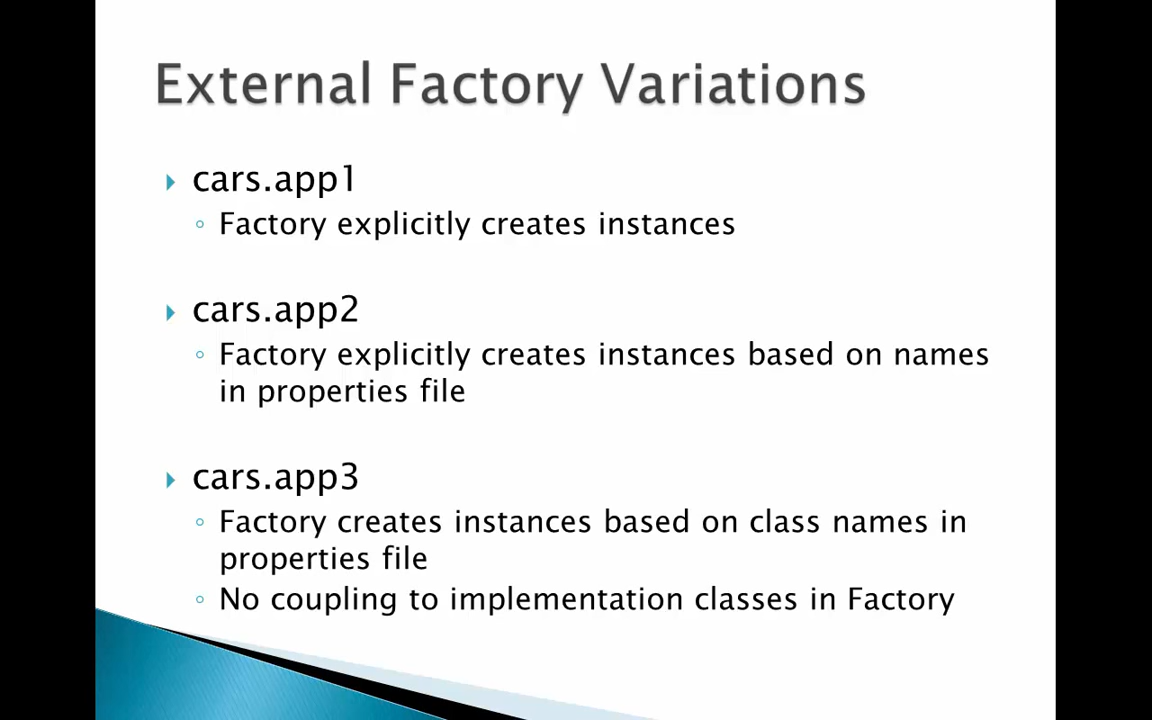 External Factory Variations
cars.app1
Factory explicitly creates instances
cars.app2
Factory explicitly creates instances based on names
in properties file
cars.app3
Factory creates instances based on class names in
properties file
No coupling to implementation classes in Factory